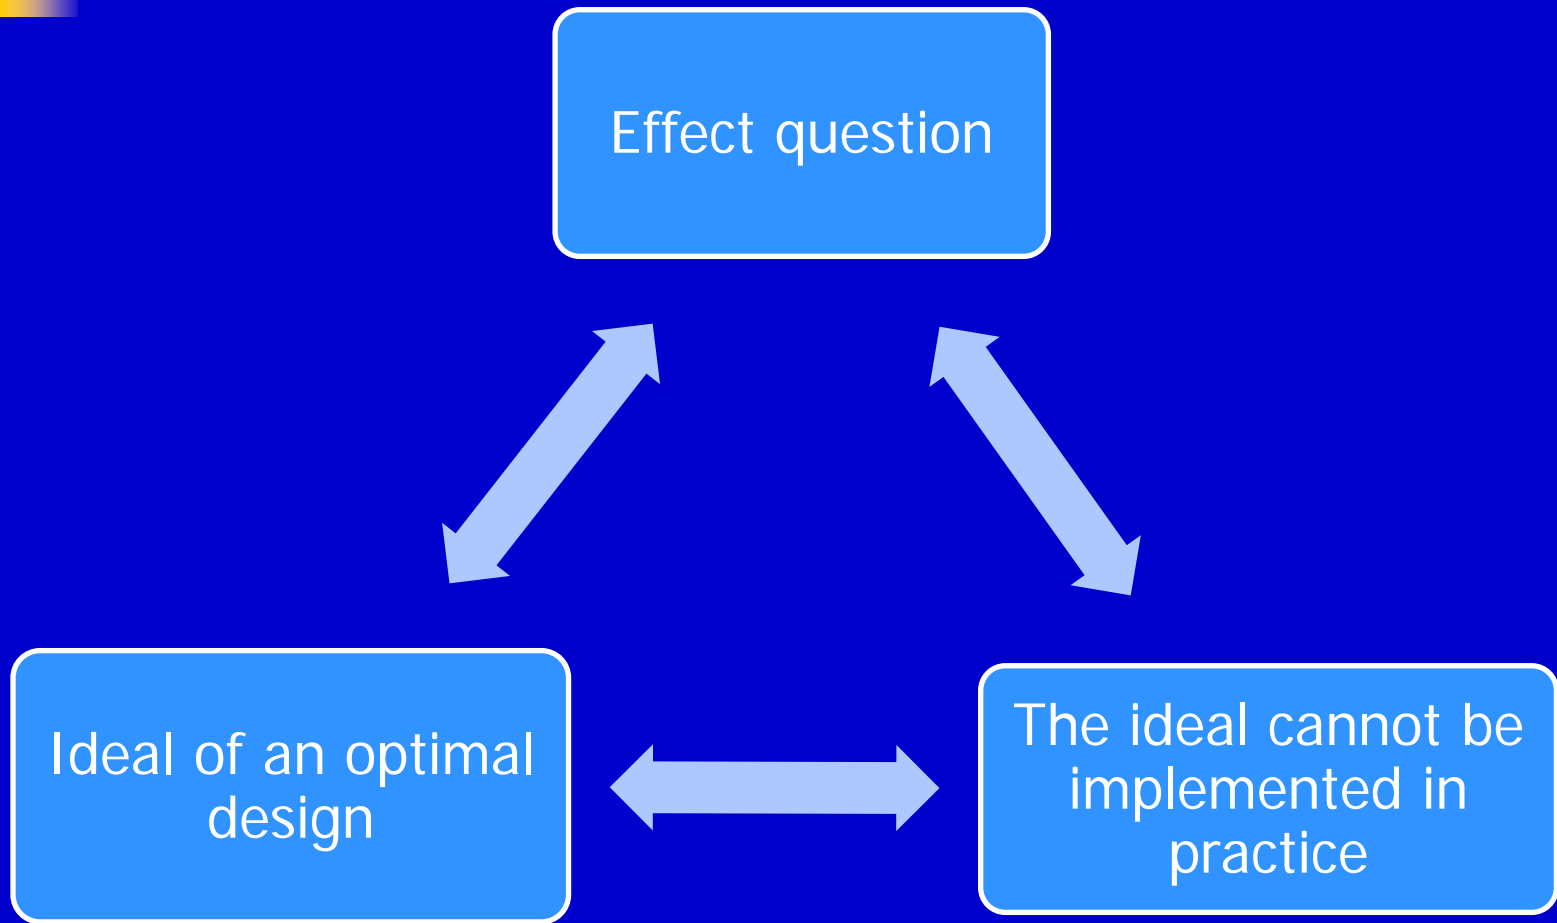 Effect question
Ideal of an optimal
design
The ideal cannot be
implemented in
practice